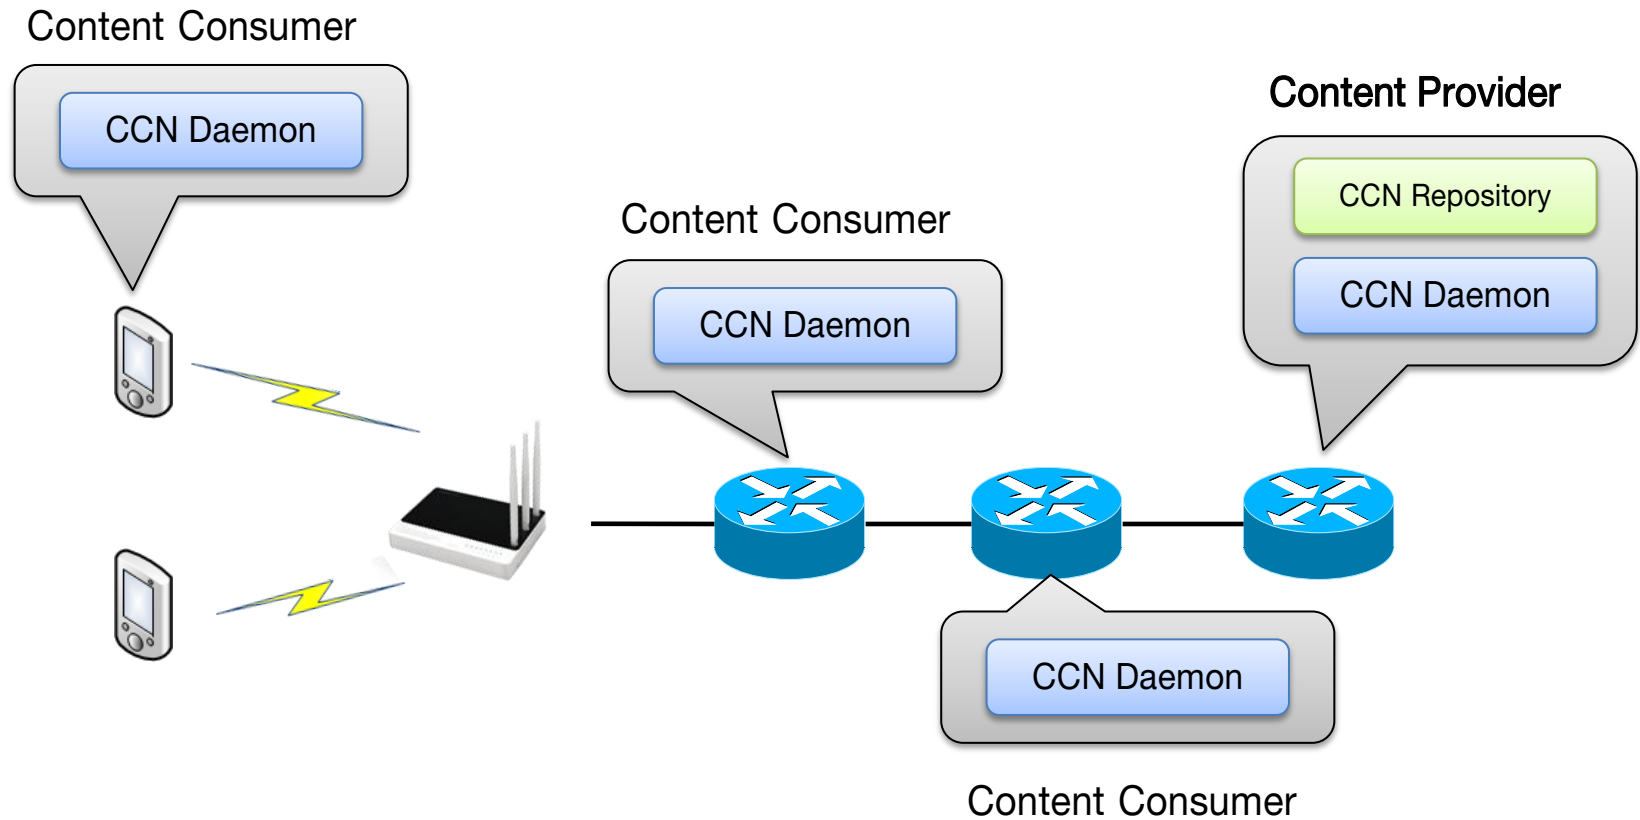 Content Consumer
CCN Daemon
Content Consumer
CCN Daemon
Content Provider
CCN Repository
CCN Daemon
CCN Daemon
Content Consumer